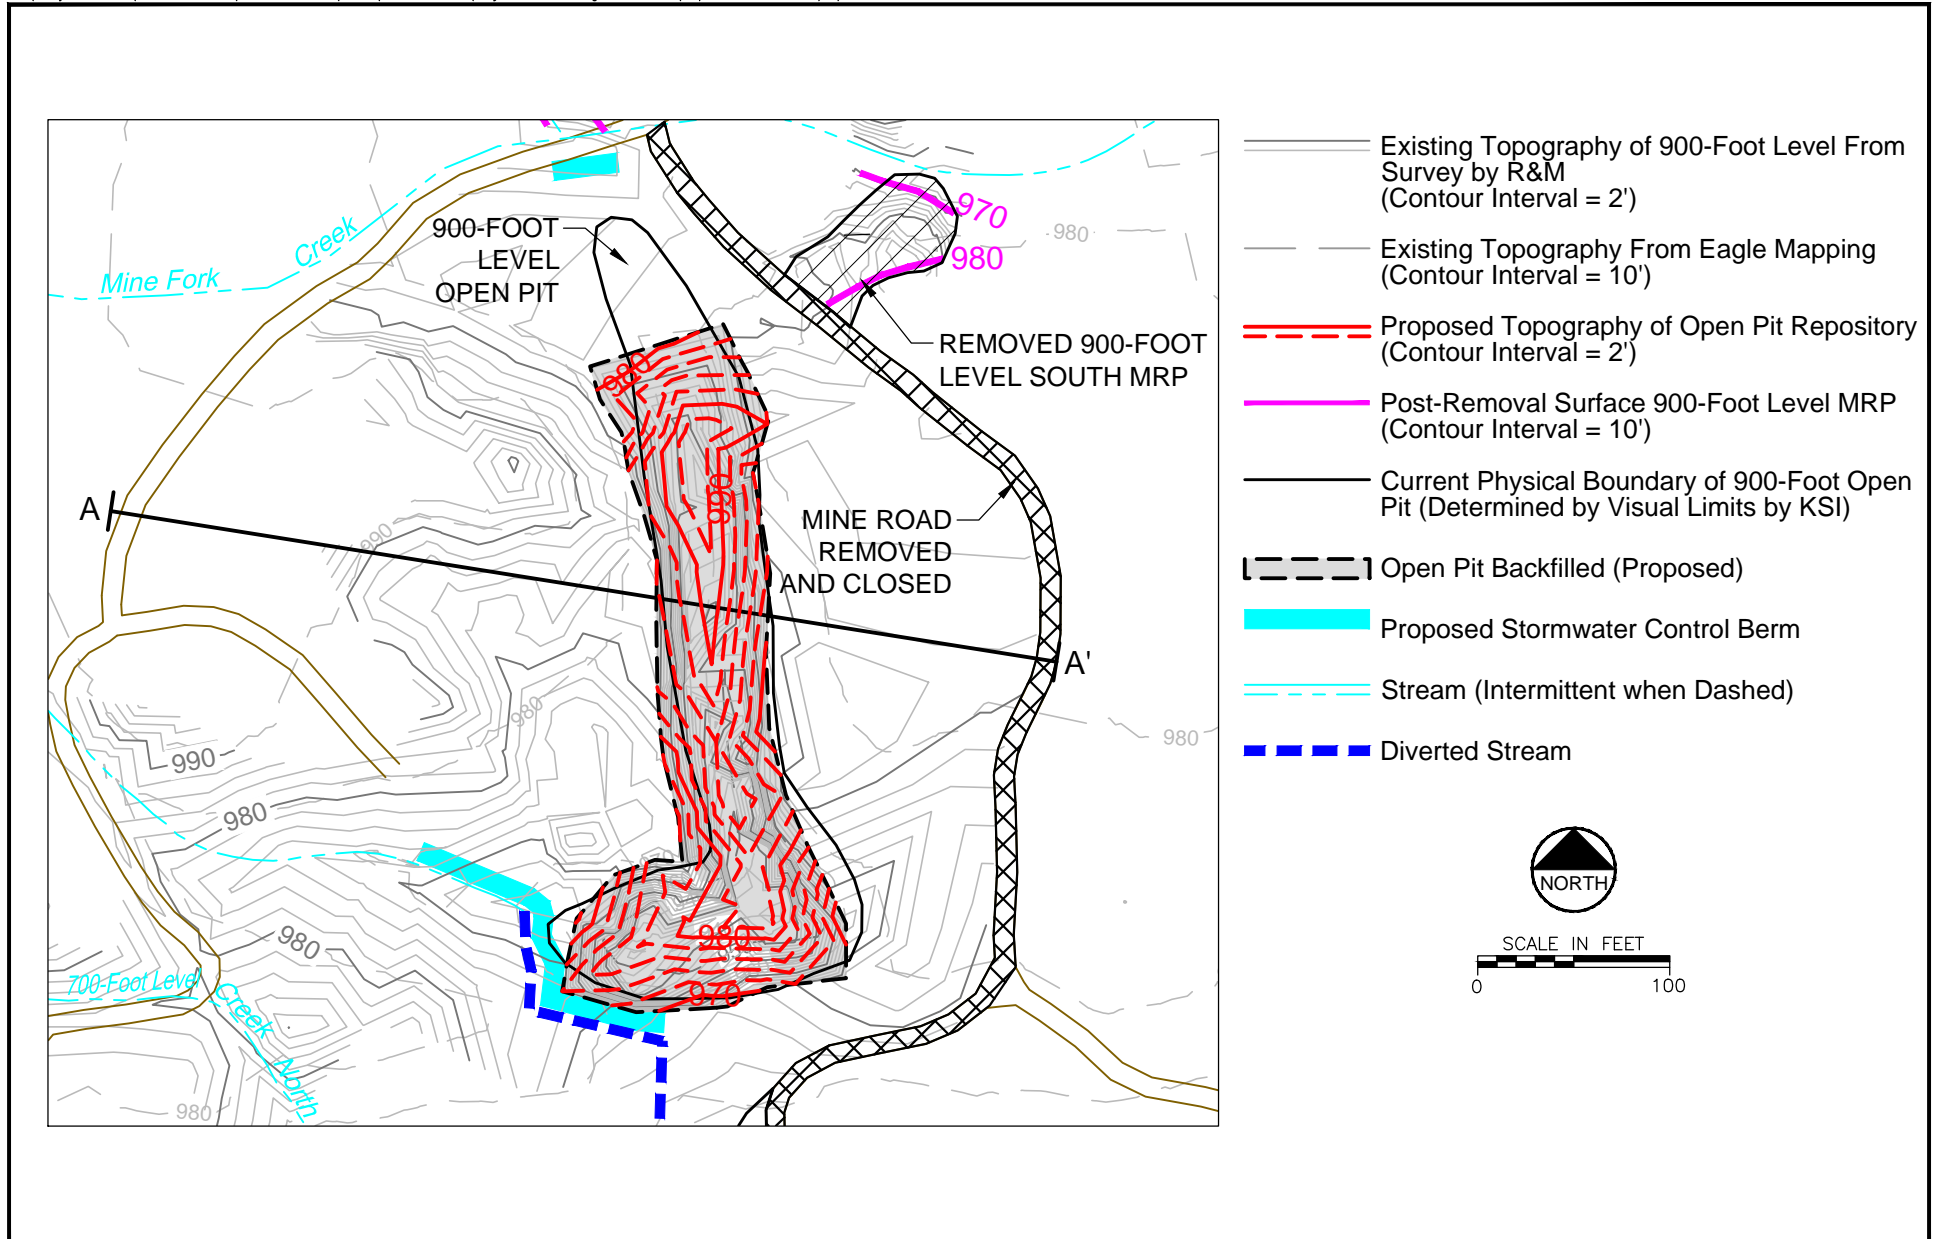 Mine Fork
Creek
900-FOOT
LEVEL
OPEN PIT
970
980
980
REMOVED 900-FOOT
LEVEL SOUTH MRP
980
990
A
990
MINE ROAD
REMOVED
AND CLOSED
A'
980
980
990
980
970
980
980
970
700-Foot Level
Creek
North
980
Existing Topography of 900-Foot Level From
Survey by R&M
(Contour Interval = 2')
Existing Topography From Eagle Mapping
(Contour Interval = 10')
Proposed Topography of Open Pit Repository
(Contour Interval = 2')
Post-Removal Surface 900-Foot Level MRP
(Contour Interval = 10')
Current Physical Boundary of 900-Foot Open
Pit (Determined by Visual Limits by KSI)
Open Pit Backfilled (Proposed)
Proposed Stormwater Control Berm
Stream (Intermittent when Dashed)
Diverted Stream
NORTH
SCALE IN FEET
0
100